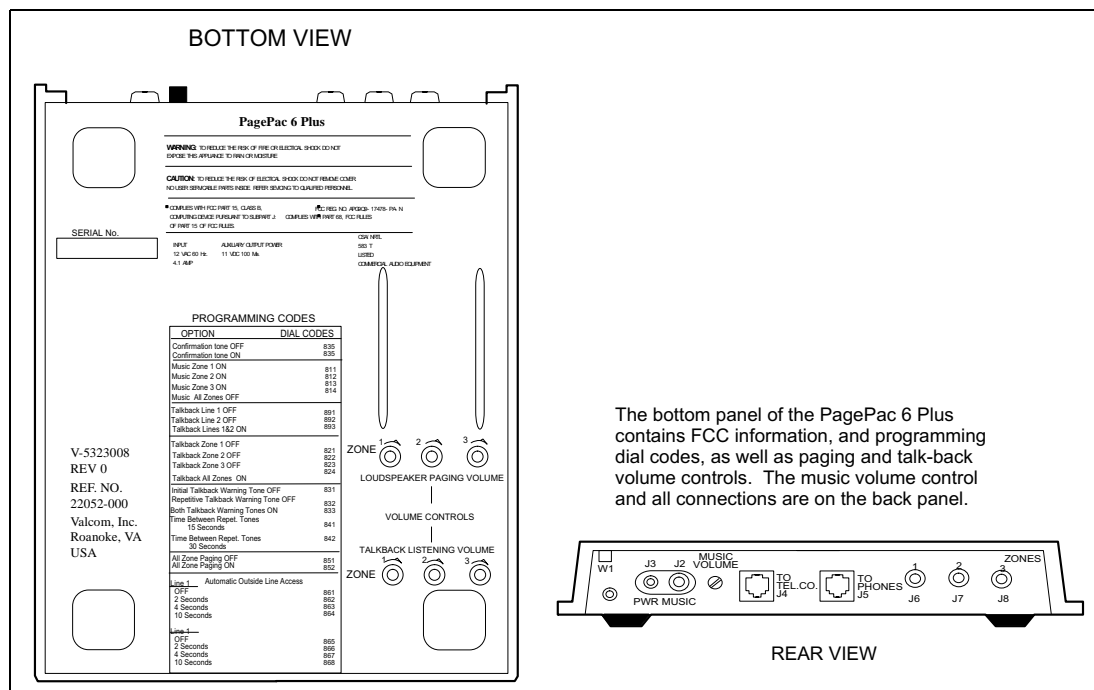 BOTTOM VIEW
PagePac 6 Plus
WARNING: TO REDUCE THE RISK OF FIRE OR ELECTICAL SHOCK DO NOT
EXPOSE THIS APPLIANCE TO RAIN OR MOISTURE
CAUTION: TO REDUCE THE RISK OF ELECTICAL SHOCK DO NOT REMOVE COVER
NO USER SERVICABLE PARTS INSIDE. REFER SEVICING TO QUALIFIED PERSONNEL.
COMPLIES WITH FCC PART 15, CLASS B,
COMPUTING DEVICE PURSUANT TO SUBPART J:
OF PART 15 OF FCC RULES.
FCC REG. NO. AP09O9- 17478- PA- N
COMPLIES WITH PART 68, FCC RULES
SERIAL No.
INPUT
12 VAC 60 Hz.
4.1 AMP
AUXILIARY OUTPUT POWER
11 VDC 100 Ma.
CSA/ NRTL
583 T
LISTED
COMMERCIAL AUDIO EQUIPMENT
PROGRAMMING CODES
OPTION DIAL CODES
Confirmation tone OFF 835
Confirmation tone ON 835
Music Zone 1 ON 811
Music Zone 2 ON 812
Music Zone 3 ON 813
Music All Zones OFF 814
Talkback Line 1 OFF 891
Talkback Line 2 OFF 892
Talkback Lines 1&2 ON 893
Talkback Zone 1 OFF 821
Talkback Zone 2 OFF 822
Talkback Zone 3 OFF 823
Talkback All Zones ON 824
Initial Talkback Warning Tone OFF 831
Repetitive Talkback Warning Tone OFF 832
Both Talkback Warning Tones ON 833
Time Between Repet. Tones
15 Seconds 841
Time Between Repet. Tones 842
30 Seconds
All Zone Paging OFF 851
All Zone Paging ON 852
Line 1 Automatic Outside Line Access
OFF 861
2 Seconds 862
4 Seconds 863
10 Seconds 864
Line 1
OFF 865
2 Seconds 866
4 Seconds 867
10 Seconds 868
V-5323008
REV 0
REF. NO.
22052-000
Valcom, Inc.
Roanoke, VA
USA
ZONE 1 2 3
LOUDSPEAKER PAGING VOLUME
VOLUME CONTROLS
TALKBACK LISTENING VOLUME
ZONE 1 2 3
The bottom panel of the PagePac 6 Plus
contains FCC information, and programming
dial codes, as well as paging and talk-back
volume controls. The music volume control
and all connections are on the back panel.
W1
J3 J2
PWR MUSIC
MUSIC
VOLUME
TO
TEL.CO.
J4
TO
PHONES
J5
ZONES
1 2 3
J6 J7 J8
REAR VIEW